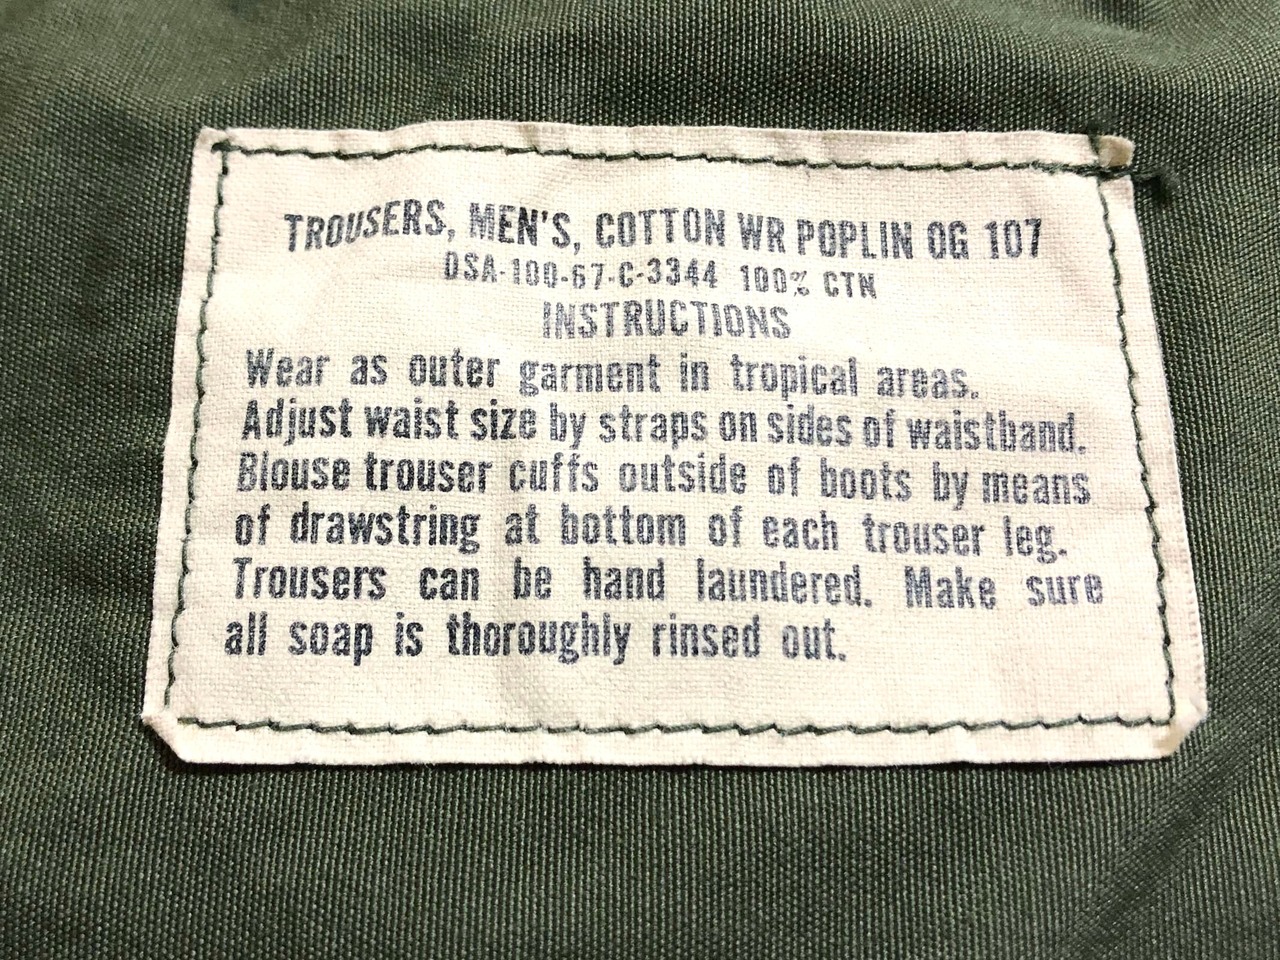 TROUSERS, MEN'S, COTTON WR POPLIN OG 107
DSA-100-67-C-3344 100% CTN
INSTRUCTIONS
Wear as outer garment in tropical areas.
Adjust waist size by straps on sides of waistband.
Blouse trouser cuffs outside of boots by means
of drawstring at bottom of each trouser leg.
Trousers can be hand laundered. Make sure
all soap is thoroughly rinsed out.